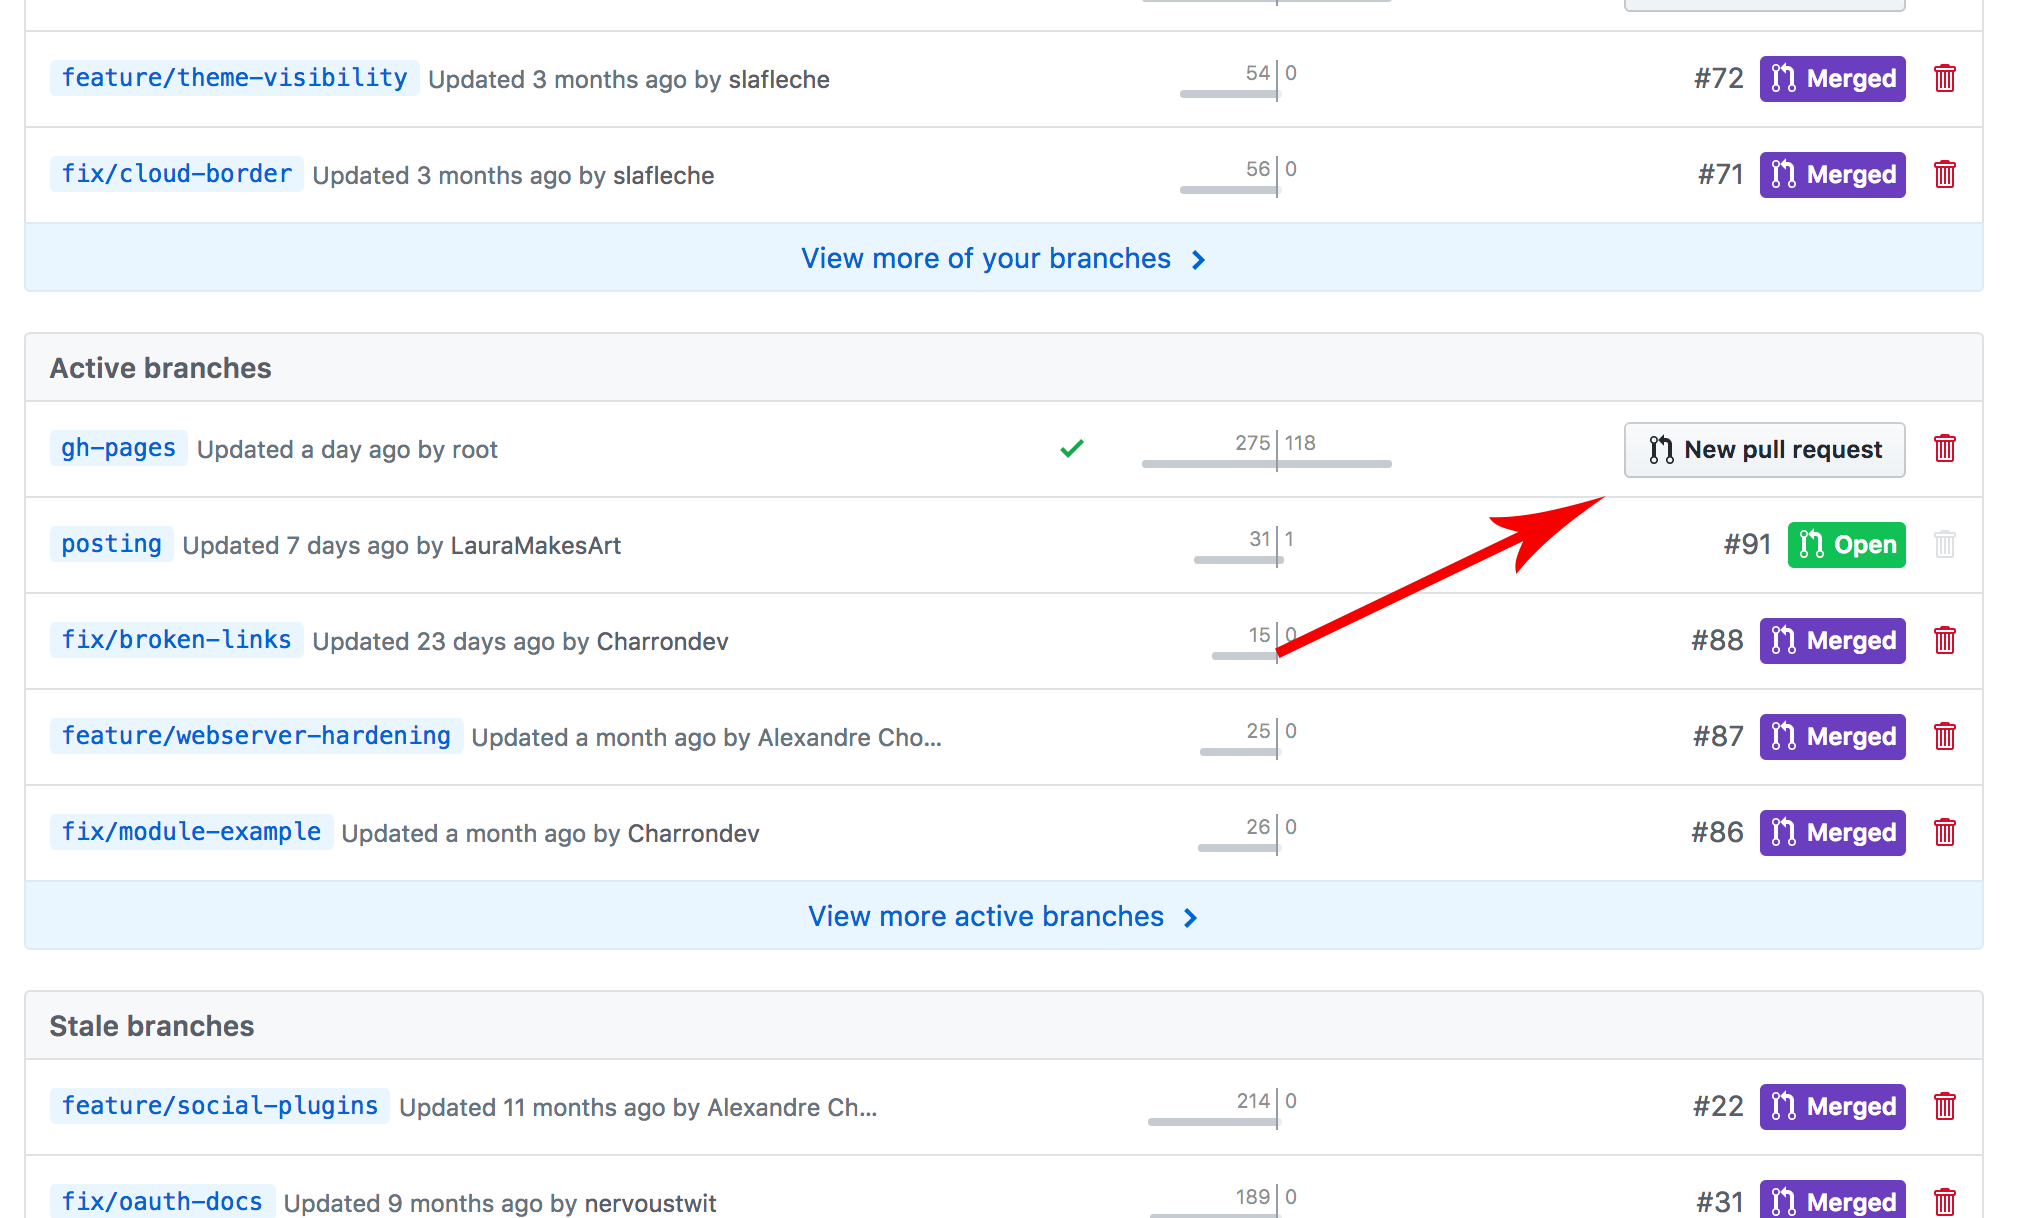 feature/theme-visibility Updated 3 months ago by slafleche 54 0 #72 Merged
fix/cloud-border Updated 3 months ago by slafleche 56 0 #71 Merged
View more of your branches
Active branches
gh-pages Updated a day ago by root 275 118 New pull request
posting Updated 7 days ago by LauraMakesArt 31 1 #91 Open
fix/broken-links Updated 23 days ago by Charrondev 15 0 #88 Merged
feature/webserver-hardening Updated a month ago by Alexandre Cho... 25 0 #87 Merged
fix/module-example Updated a month ago by Charrondev 26 0 #86 Merged
View more active branches
Stale branches
feature/social-plugins Updated 11 months ago by Alexandre Ch... 214 0 #22 Merged
fix/oauth-docs Updated 9 months ago by nervoustwit 189 0 #31 Merged